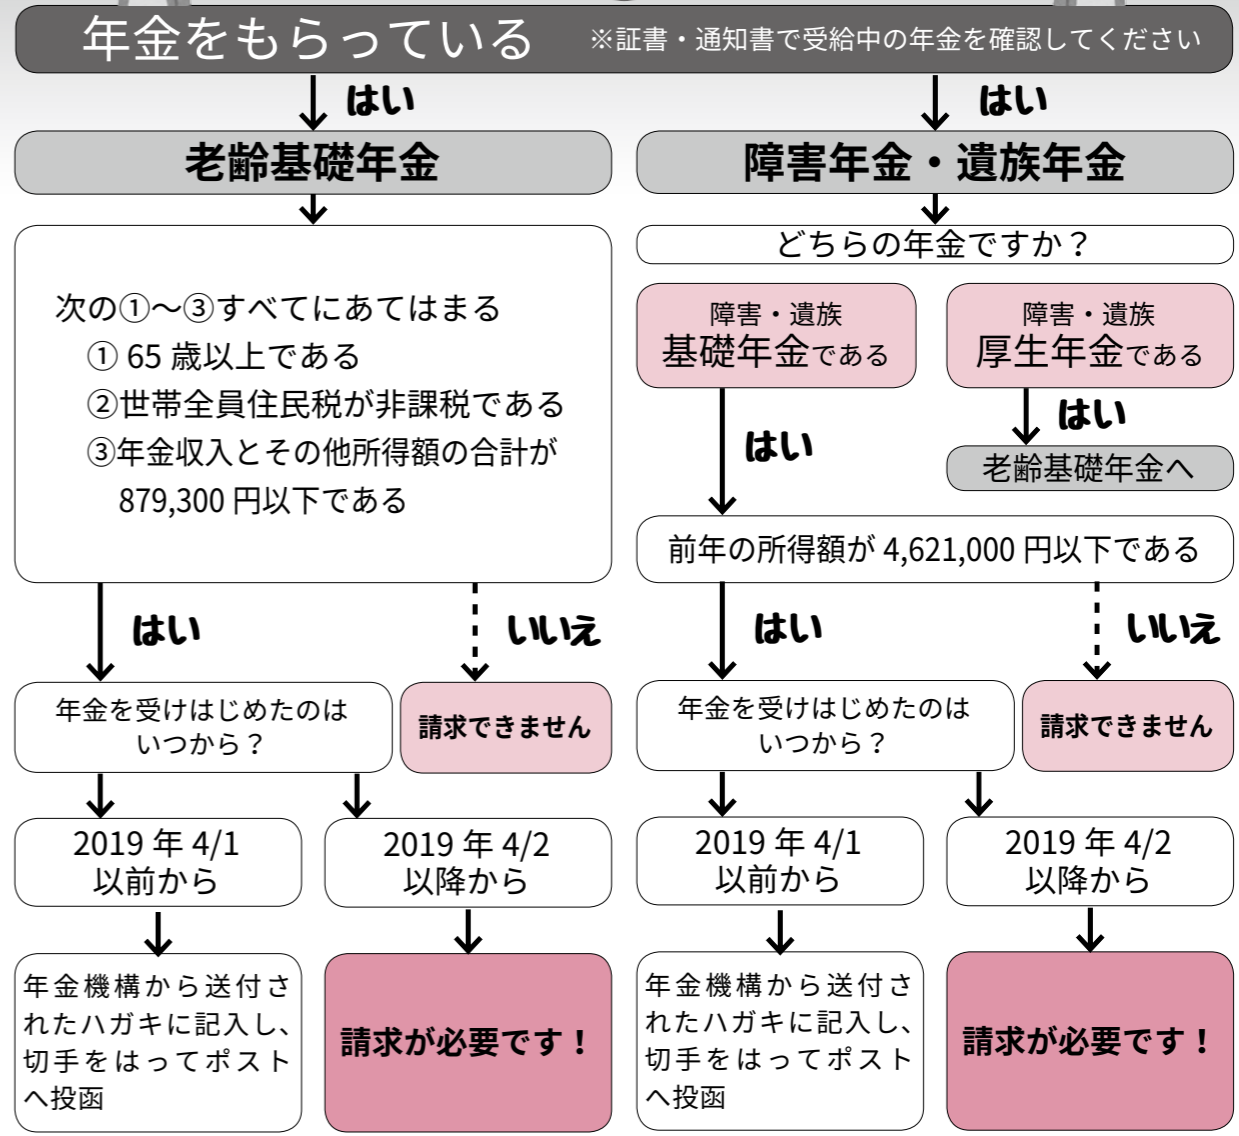 年金をもらっている ※証書・通知書で受給中の年金を確認してください
はい
老齢基礎年金
次の①～③すべてにあてはまる
① 65 歳以上である
②世帯全員住民税が非課税である
③年金収入とその他所得額の合計が
879,300 円以下である
はい
いいえ
年金を受けはじめたのは
いつから？
請求できません
2019 年 4/1
以前から
2019 年 4/2
以降から
年金機構から送付さ
れたハガキに記入し、
切手をはってポスト
へ投函
請求が必要です！
はい
障害年金・遺族年金
どちらの年金ですか？
障害・遺族
基礎年金である
障害・遺族
厚生年金である
はい
はい
老齢基礎年金へ
前年の所得額が 4,621,000 円以下である
はい
いいえ
年金を受けはじめたのは
いつから？
請求できません
2019 年 4/1
以前から
2019 年 4/2
以降から
年金機構から送付さ
れたハガキに記入し、
切手をはってポスト
へ投函
請求が必要です！